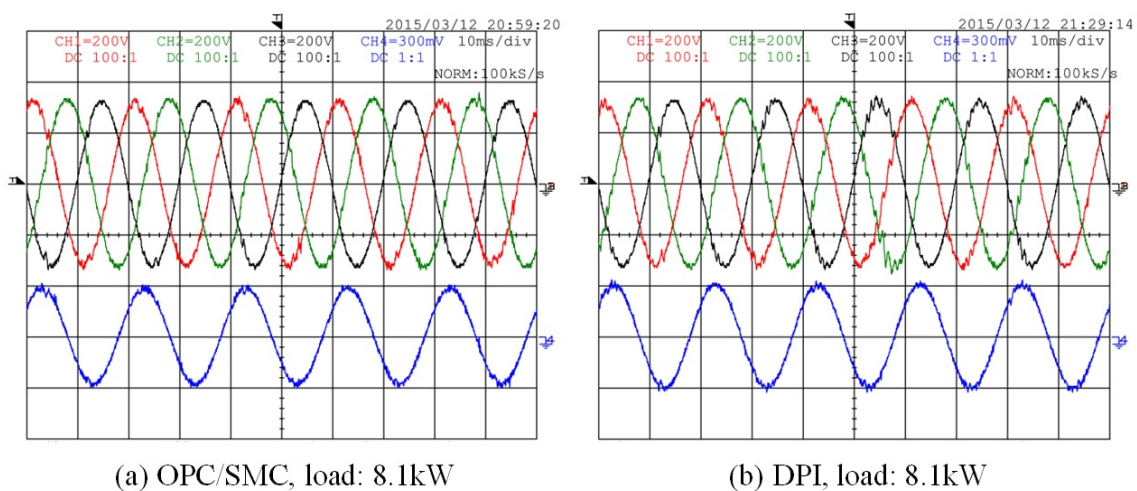 2015/03/12 20:59:20
CH1=200V CH2=200V CH3=200V CH4=300mV 10ms/div
DC 100:1 DC 100:1 DC 100:1 DC 1:1
NORM:100kS/s
2015/03/12 21:29:14
CH1=200V CH2=200V CH3=200V CH4=300mV 10ms/div
DC 100:1 DC 100:1 DC 100:1 DC 1:1
NORM:100kS/s
(a) OPC/SMC, load: 8.1kW
(b) DPI, load: 8.1kW